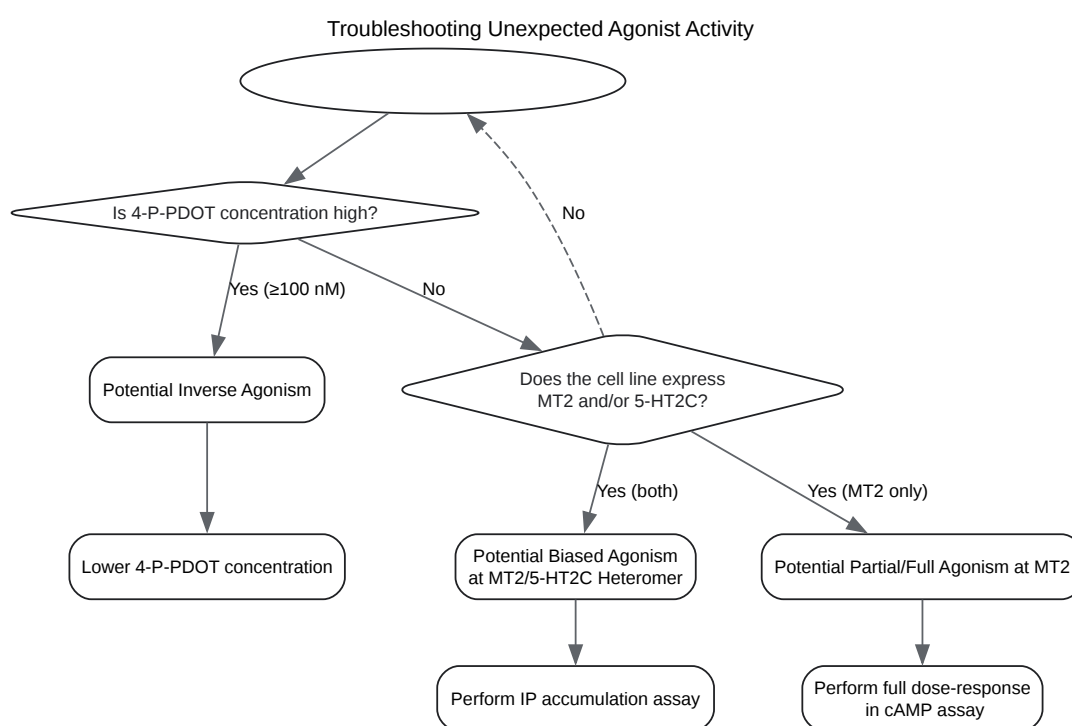 Troubleshooting Unexpected Agonist Activity
Is 4-P-PDOT concentration high?
No
Yes (≥100 nM)
No
Potential Inverse Agonism
Does the cell line express
MT2 and/or 5-HT2C?
Yes (both)
Yes (MT2 only)
Lower 4-P-PDOT concentration
Potential Biased Agonism
at MT2/5-HT2C Heteromer
Potential Partial/Full Agonism at MT2
Perform IP accumulation assay
Perform full dose-response
in cAMP assay